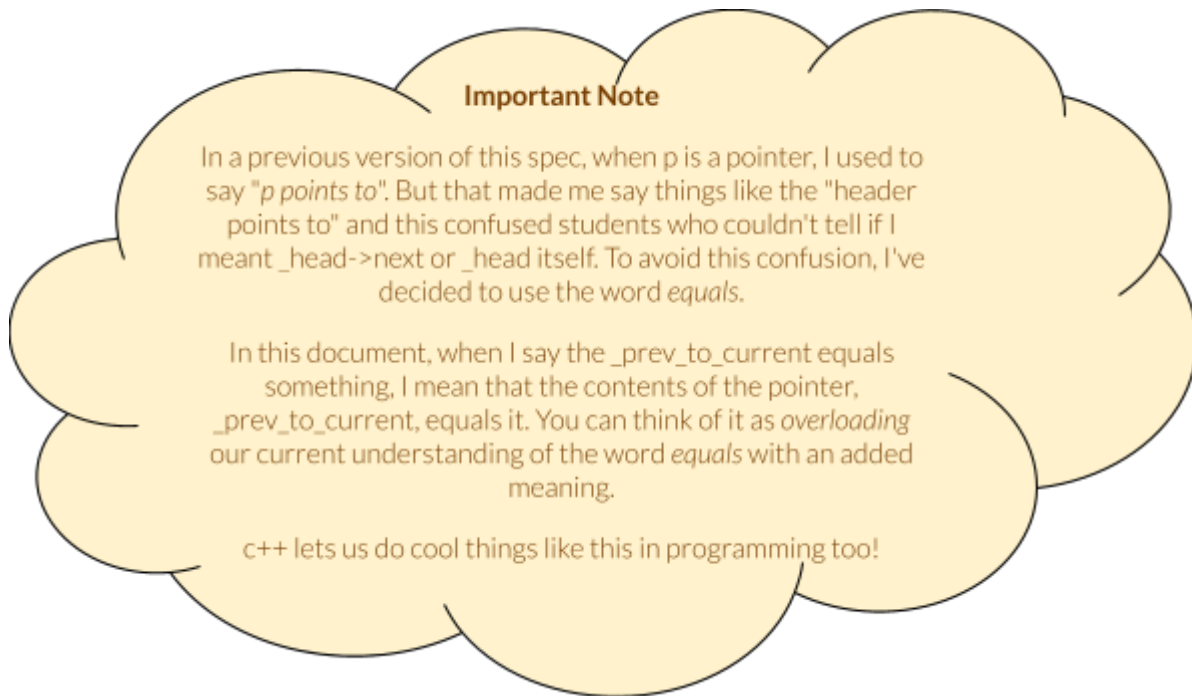 Important Note
In a previous version of this spec, when p is a pointer, I used to
say "p points to". But that made me say things like the "header
points to" and this confused students who couldn't tell if I
meant _head->next or _head itself. To avoid this confusion, I've
decided to use the word equals.
In this document, when I say the _prev_to_current equals
something, I mean that the contents of the pointer,
_prev_to_current, equals it. You can think of it as overloading
our current understanding of the word equals with an added
meaning.
c++ lets us do cool things like this in programming too!